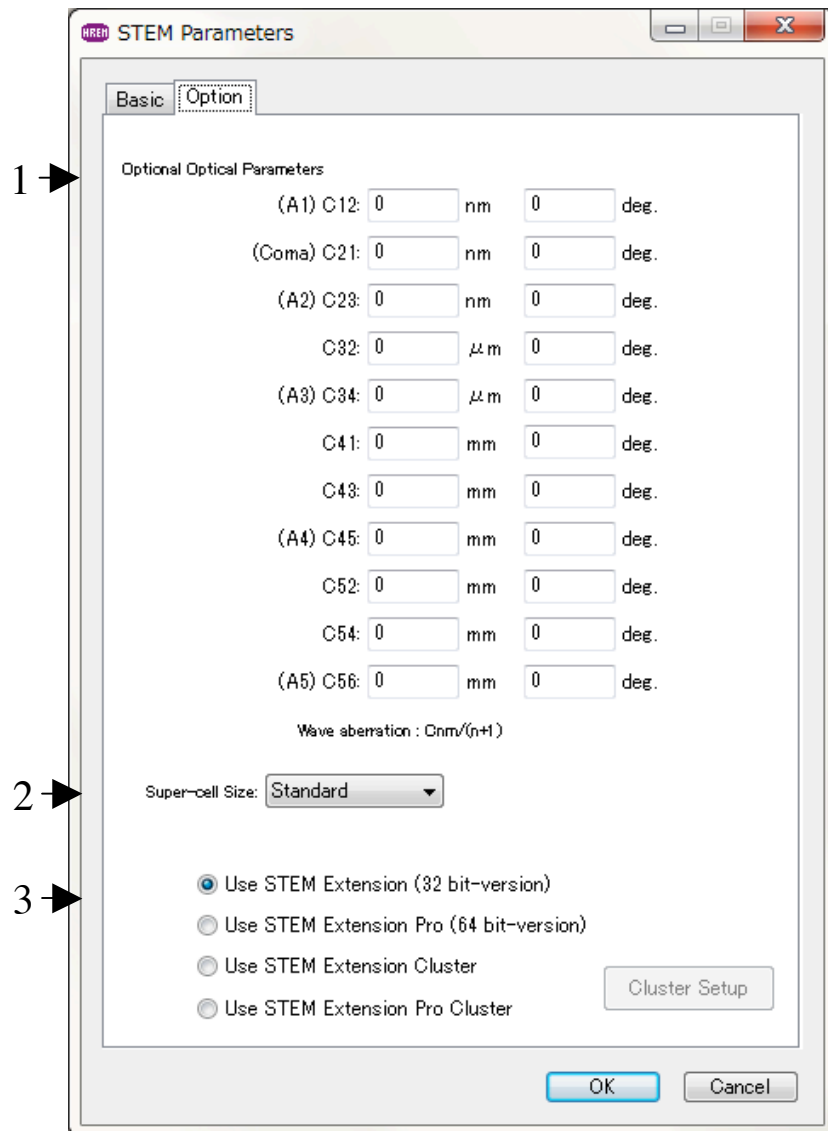 HREM STEM Parameters
Basic Option
1
Optional Optical Parameters
(A1) C12: 0 nm 0 deg.
(Coma) C21: 0 nm 0 deg.
(A2) C23: 0 nm 0 deg.
C32: 0 μm 0 deg.
(A3) C34: 0 μm 0 deg.
C41: 0 mm 0 deg.
C43: 0 mm 0 deg.
(A4) C45: 0 mm 0 deg.
C52: 0 mm 0 deg.
C54: 0 mm 0 deg.
(A5) C56: 0 mm 0 deg.
Wave aberration : Cnm/(n+1)
2 Super-cell Size: Standard
Use STEM Extension (32 bit-version)
3
Use STEM Extension Pro (64 bit-version)
Use STEM Extension Cluster
Cluster Setup
Use STEM Extension Pro Cluster
OK Cancel